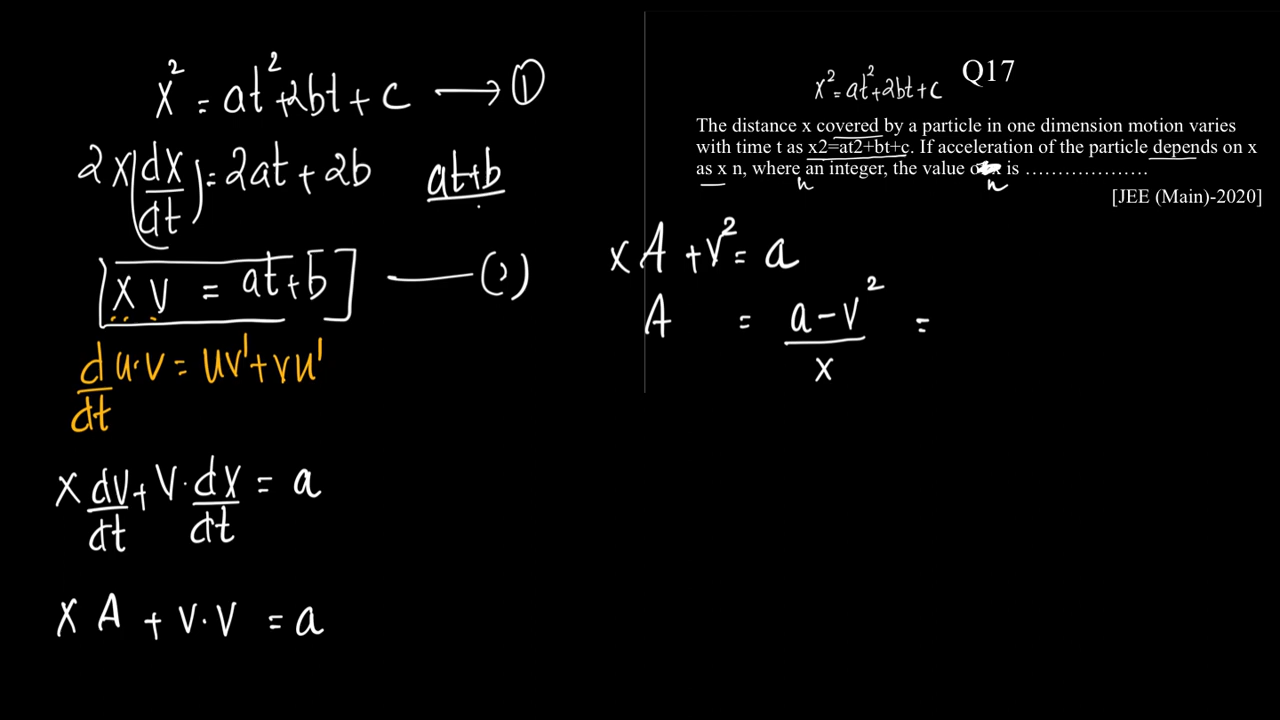 x² = at²+2bt + c → ①
2x(dx/dt) = 2at + 2b at+b
x v = at+b — (2)
d/dt u·v = uv'+vu'
x dv/dt + v·dx/dt = a
x A + v·v = a
x²=at²+2bt+c Q17
The distance x covered by a particle in one dimension motion varies
with time t as x2=at2+bt+c. If acceleration of the particle depends on x
as x n, where an integer, the value is ...................
n n
[JEE (Main)-2020]
x A + v² = a
A = a-v²/x =